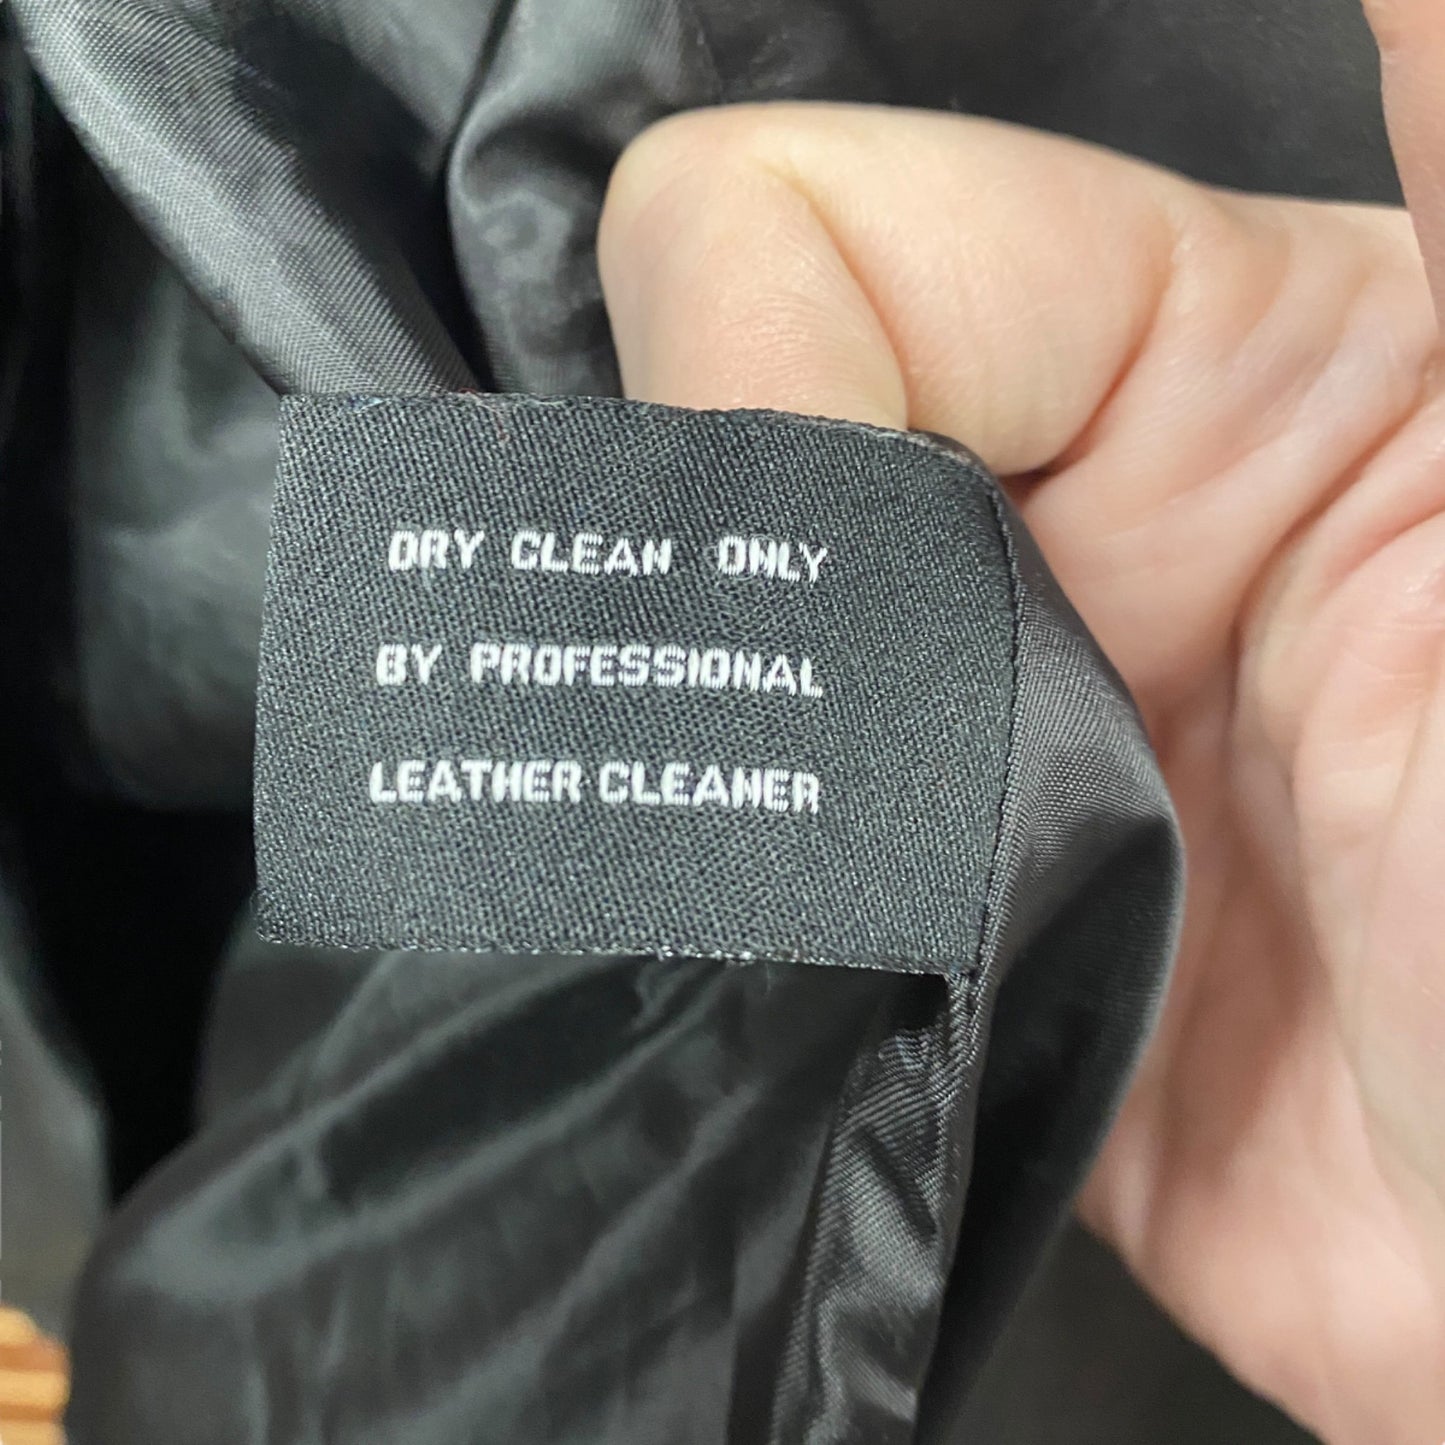 DRY CLEAN ONLY
BY PROFESSIONAL
LEATHER CLEANER